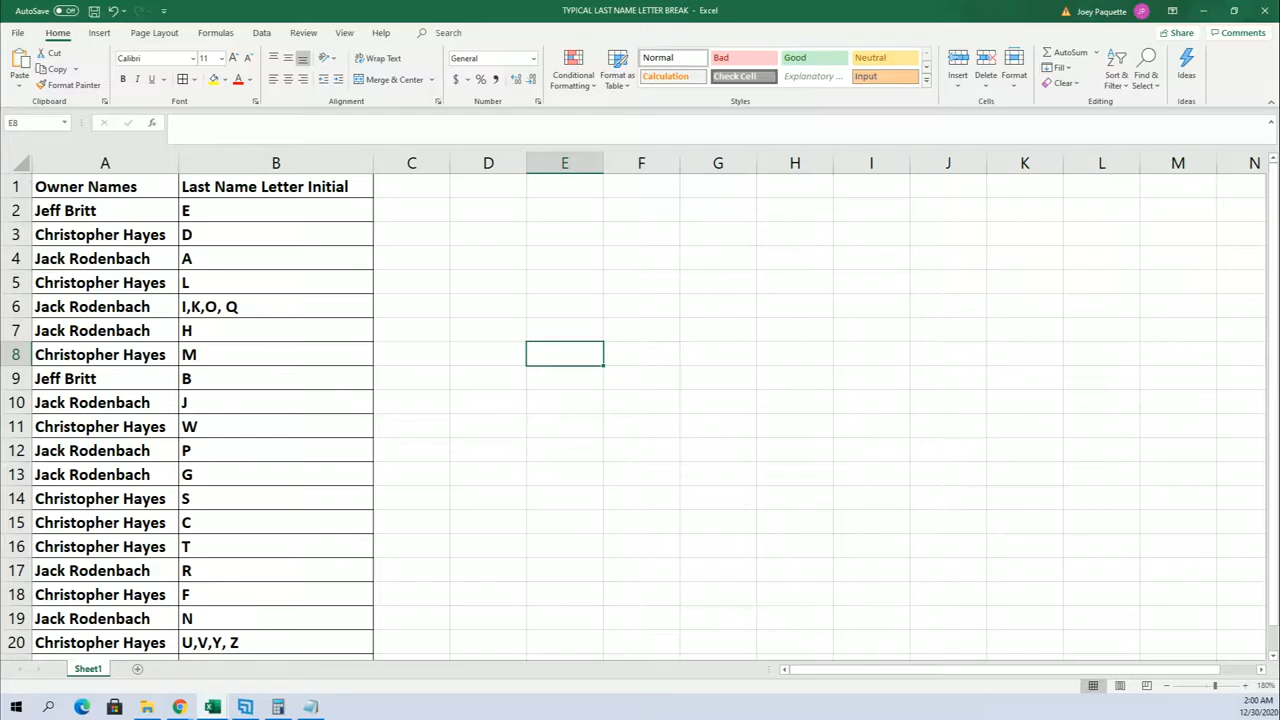 AutoSave Off TYPICAL LAST NAME LETTER BREAK - Excel Joey Paquette JP
File Home Insert Page Layout Formulas Data Review View Help Search Share Comments
Paste Cut Copy Format Painter Clipboard
Calibri 11 B I U A Font
Wrap Text Merge & Center Alignment
General $ % Number
Conditional Formatting Format as Table
Normal Bad Good Neutral
Calculation Check Cell Explanatory ... Input
Styles
Insert Delete Format Cells
AutoSum Fill Clear Sort & Filter Find & Select Editing
Ideas Ideas
E8 fx
A B C D E F G H I J K L M N
1 Owner Names Last Name Letter Initial
2 Jeff Britt E
3 Christopher Hayes D
4 Jack Rodenbach A
5 Christopher Hayes L
6 Jack Rodenbach I,K,O, Q
7 Jack Rodenbach H
8 Christopher Hayes M
9 Jeff Britt B
10 Jack Rodenbach J
11 Christopher Hayes W
12 Jack Rodenbach P
13 Jack Rodenbach G
14 Christopher Hayes S
15 Christopher Hayes C
16 Christopher Hayes T
17 Jack Rodenbach R
18 Christopher Hayes F
19 Jack Rodenbach N
20 Christopher Hayes U,V,Y, Z
Sheet1
180%
2:00 AM
12/30/2020